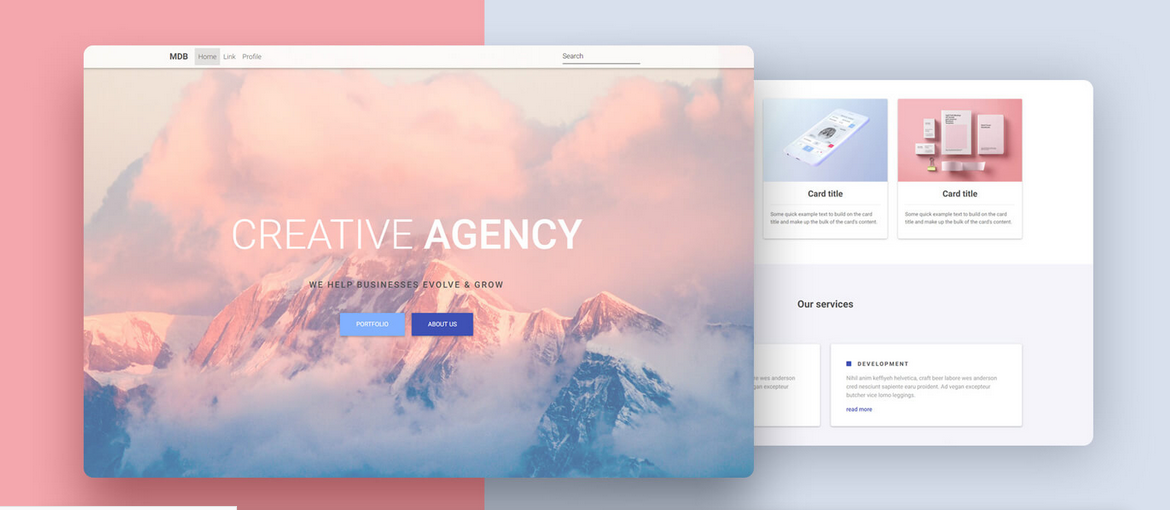 MDB Home Link Profile Search
CREATIVE AGENCY
WE HELP BUSINESSES EVOLVE & GROW
PORTFOLIO ABOUT US
Card title
Some quick example text to build on the card
title and make up the bulk of the card's content.
Card title
Some quick example text to build on the card
title and make up the bulk of the card's content.
Our services
wes anderson
excepteur
DEVELOPMENT
Nihil anim keffiyeh helvetica, craft beer labore wes anderson
cred nesciunt sapiente earu proident. Ad vegan excepteur
butcher vice lomo leggings.
read more